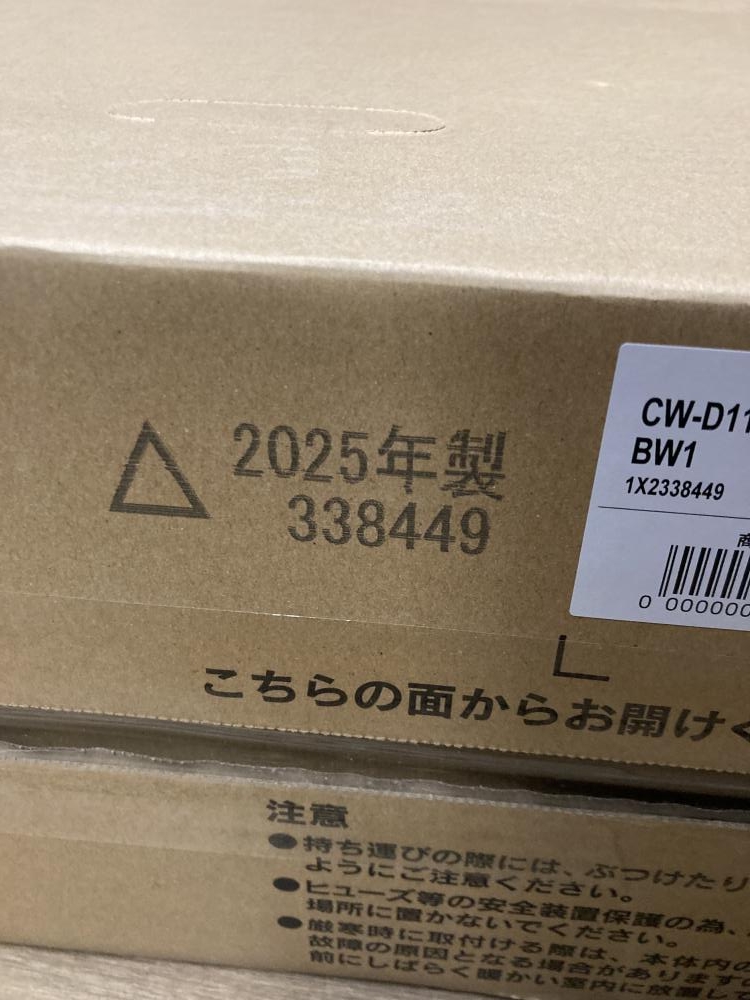 2025年製
338449
CW-D11
BW1
1X2338449
商
0 000000
こちらの面からお開けく
注意
●持ち運びの際には、ぶつけたり
ようにご注意ください。
●ヒューズ等の安全装置保護の為、
場所に置かないでください。
●厳寒時に取付ける際は、本体内の
故障の原因となる場合があります。
前にしばらく暖かい室内に放置し